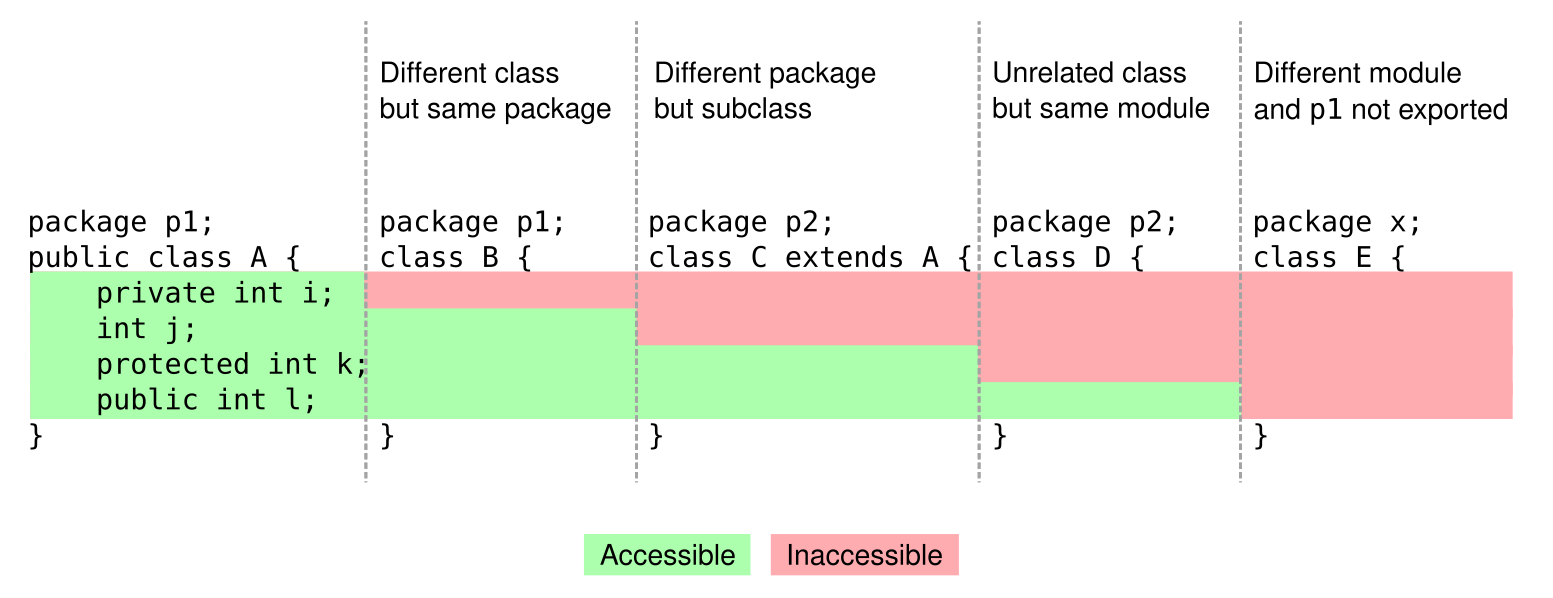 Different class
but same package
Different package
but subclass
Unrelated class
but same module
Different module
and p1 not exported
package p1;
public class A {
    private int i;
    int j;
    protected int k;
    public int l;
}
package p1;
class B {
}
package p2;
class C extends A {
}
package p2;
class D {
}
package x;
class E {
}
Accessible
Inaccessible